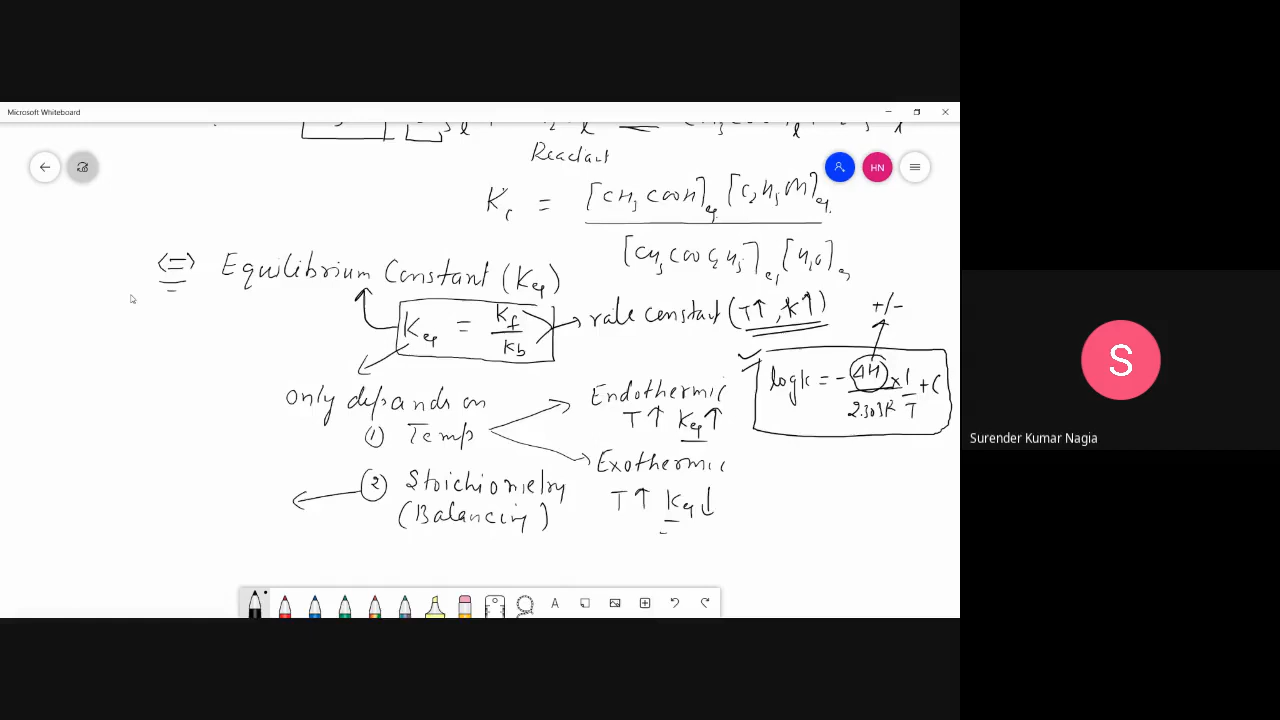 Microsoft Whiteboard
Reactant
HN
Kc = [CH3COOH]eq [C2H5OH]eq
[CH3COOC2H5]eq [H2O]eq
<=> Equilibrium Constant (Keq)
Keq = Kf / Kb → rate constant (T↑, K↑)
+/-
log K = - ΔH / 2.303R × 1/T + C
only depands on
① Temp
Endothermic
T↑ Keq↑
Exothermic
T↑ Keq↓
② Stoichiometry
(Balancing)
A
S
Surender Kumar Nagia